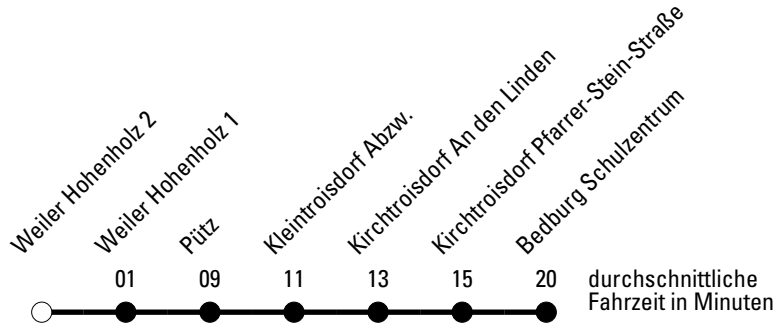 Weiler Hohenholz 2
Weiler Hohenholz 1
Pütz
Kleintroisdorf Abzw.
Kirchtroisdorf An den Linden
Kirchtroisdorf Pfarrer-Stein-Straße
Bedburg Schulzentrum
01 09 11 13 15 20 durchschnittliche
Fahrzeit in Minuten